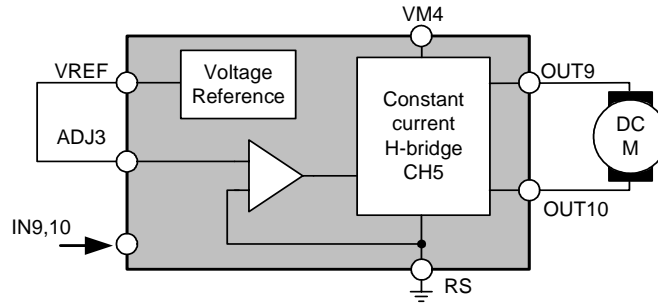 VM4
VREF
Voltage
Reference
OUT9
Constant
current
H-bridge
CH5
DC
M
ADJ3
OUT10
IN9,10
RS